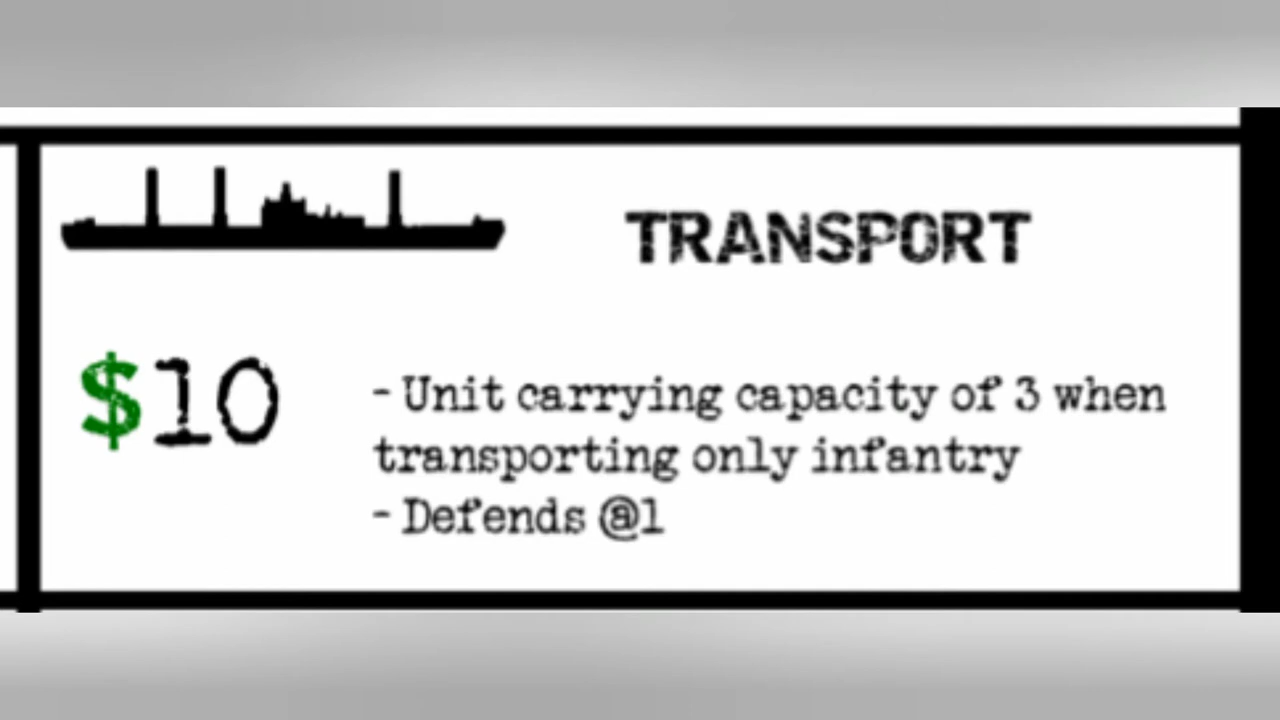 TRANSPORT
$10
- Unit carrying capacity of 3 when
transporting only infantry
- Defends @1